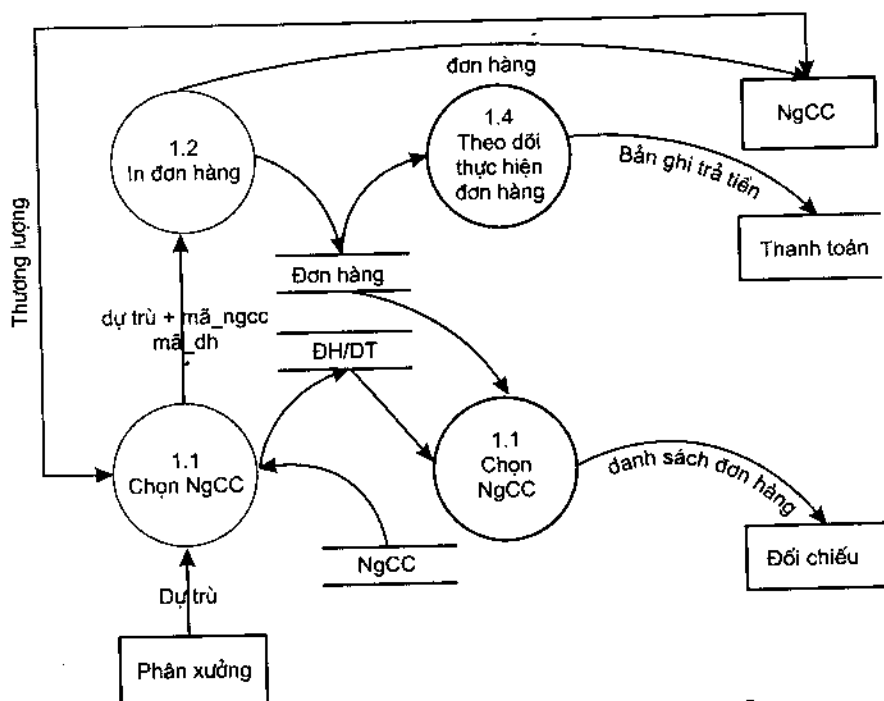 đơn hàng
NgCC
1.2
In đơn hàng
1.4
Theo dõi
thực hiện
đơn hàng
Bản ghi trả tiền
Thanh toán
Thương lượng
Đơn hàng
dự trù + mã_ngcc
mã_dh
ĐH/DT
1.1
Chọn NgCC
1.1
Chọn
NgCC
danh sách đơn hàng
NgCC
Đối chiếu
Dự trù
Phân xưởng